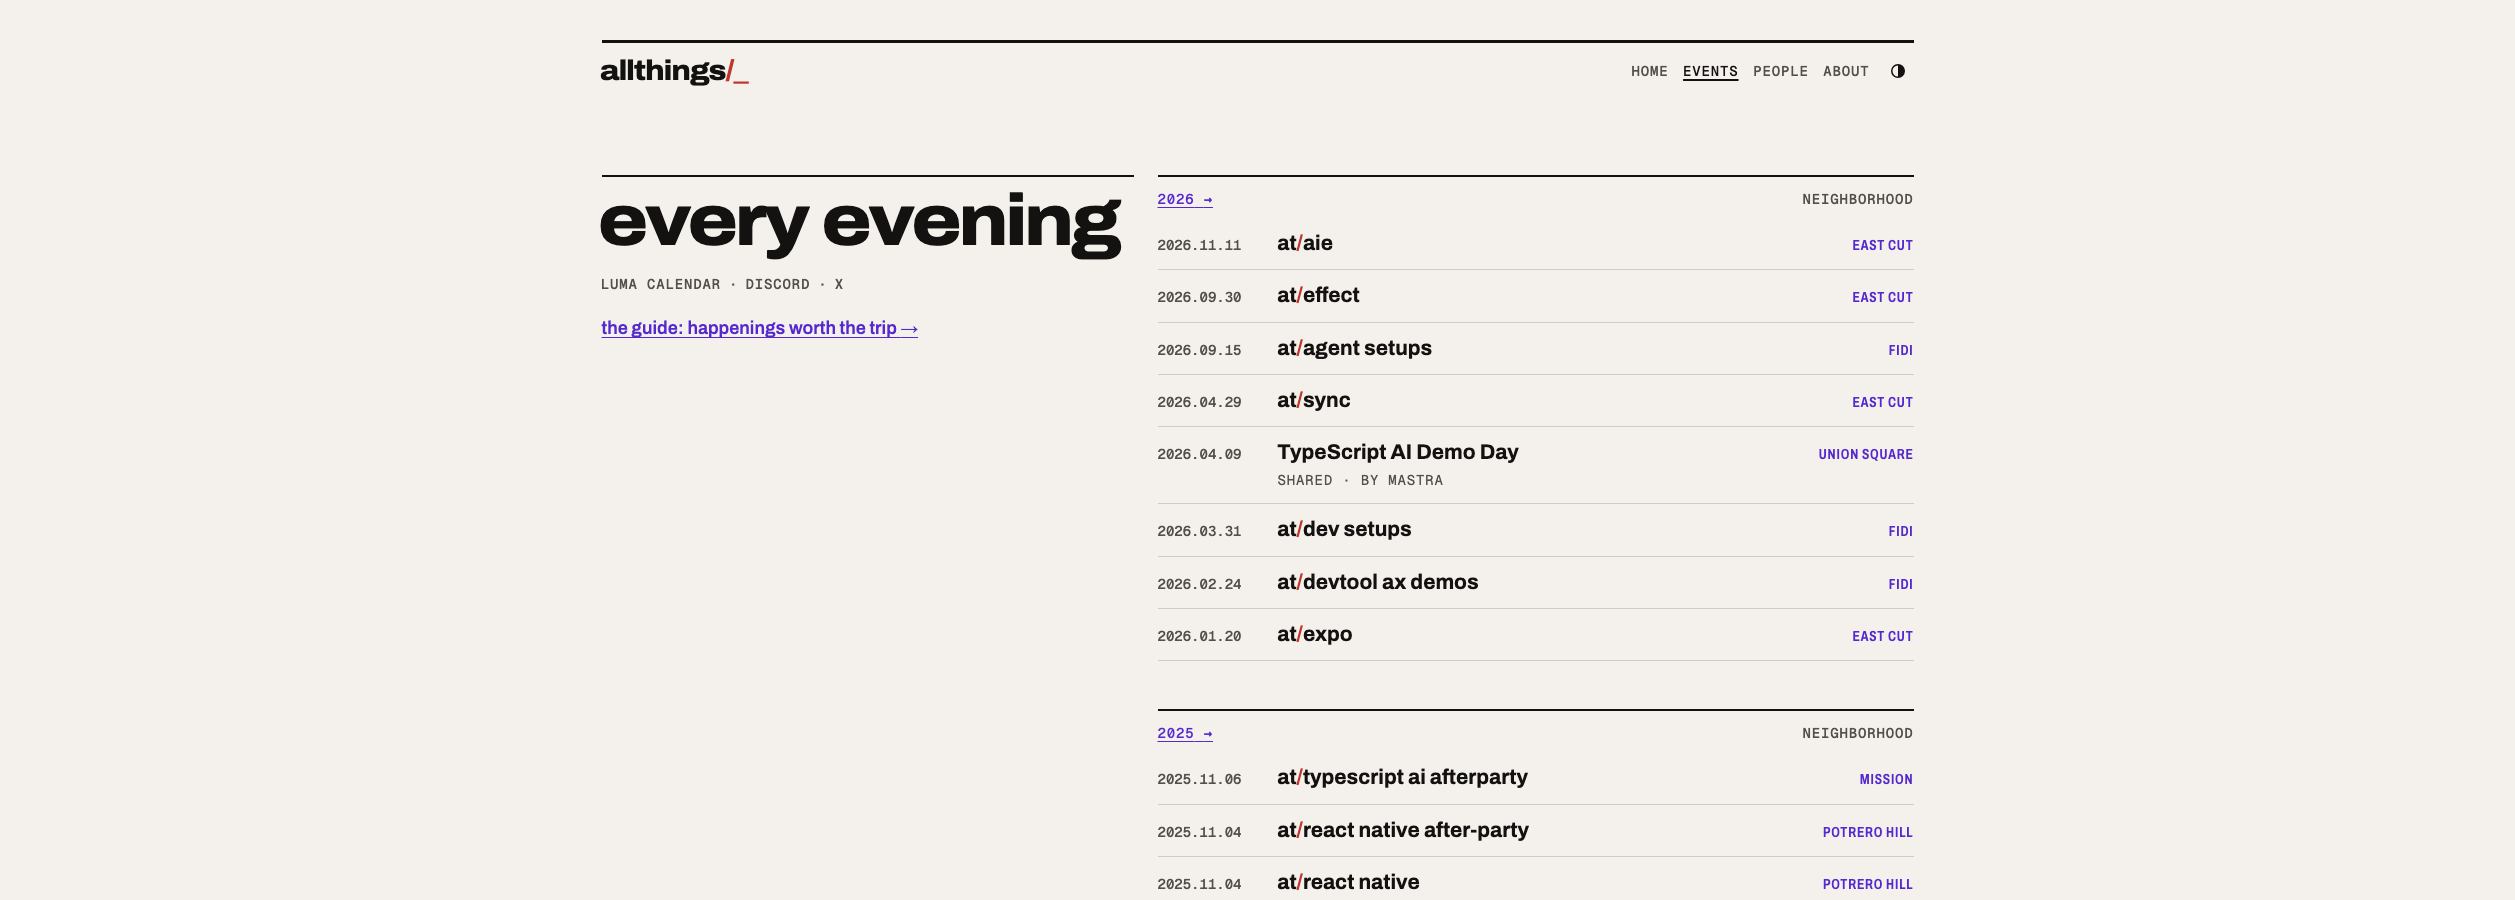 allthings/_
HOME EVENTS PEOPLE ABOUT
every evening
LUMA CALENDAR · DISCORD · X
the guide: happenings worth the trip →
2026 → NEIGHBORHOOD
2026.11.11 at/aie EAST CUT
2026.09.30 at/effect EAST CUT
2026.09.15 at/agent setups FIDI
2026.04.29 at/sync EAST CUT
2026.04.09 TypeScript AI Demo Day UNION SQUARE
SHARED · BY MASTRA
2026.03.31 at/dev setups FIDI
2026.02.24 at/devtool ax demos FIDI
2026.01.20 at/expo EAST CUT
2025 → NEIGHBORHOOD
2025.11.06 at/typescript ai afterparty MISSION
2025.11.04 at/react native after-party POTRERO HILL
2025.11.04 at/react native POTRERO HILL